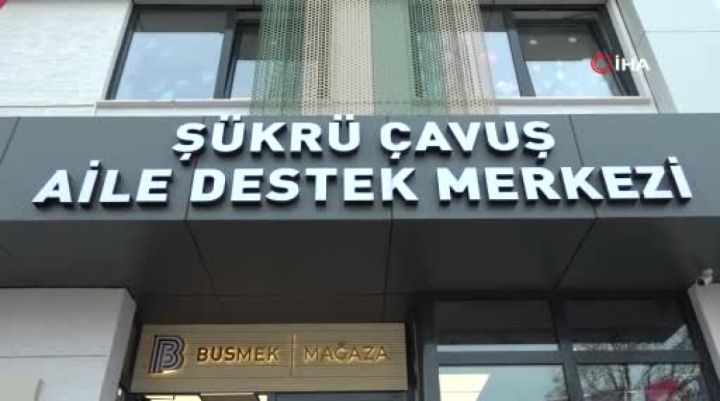 İHA
ŞÜKRÜ ÇAVUŞ
AİLE DESTEK MERKEZİ
B BUSMEK | MAĞAZA